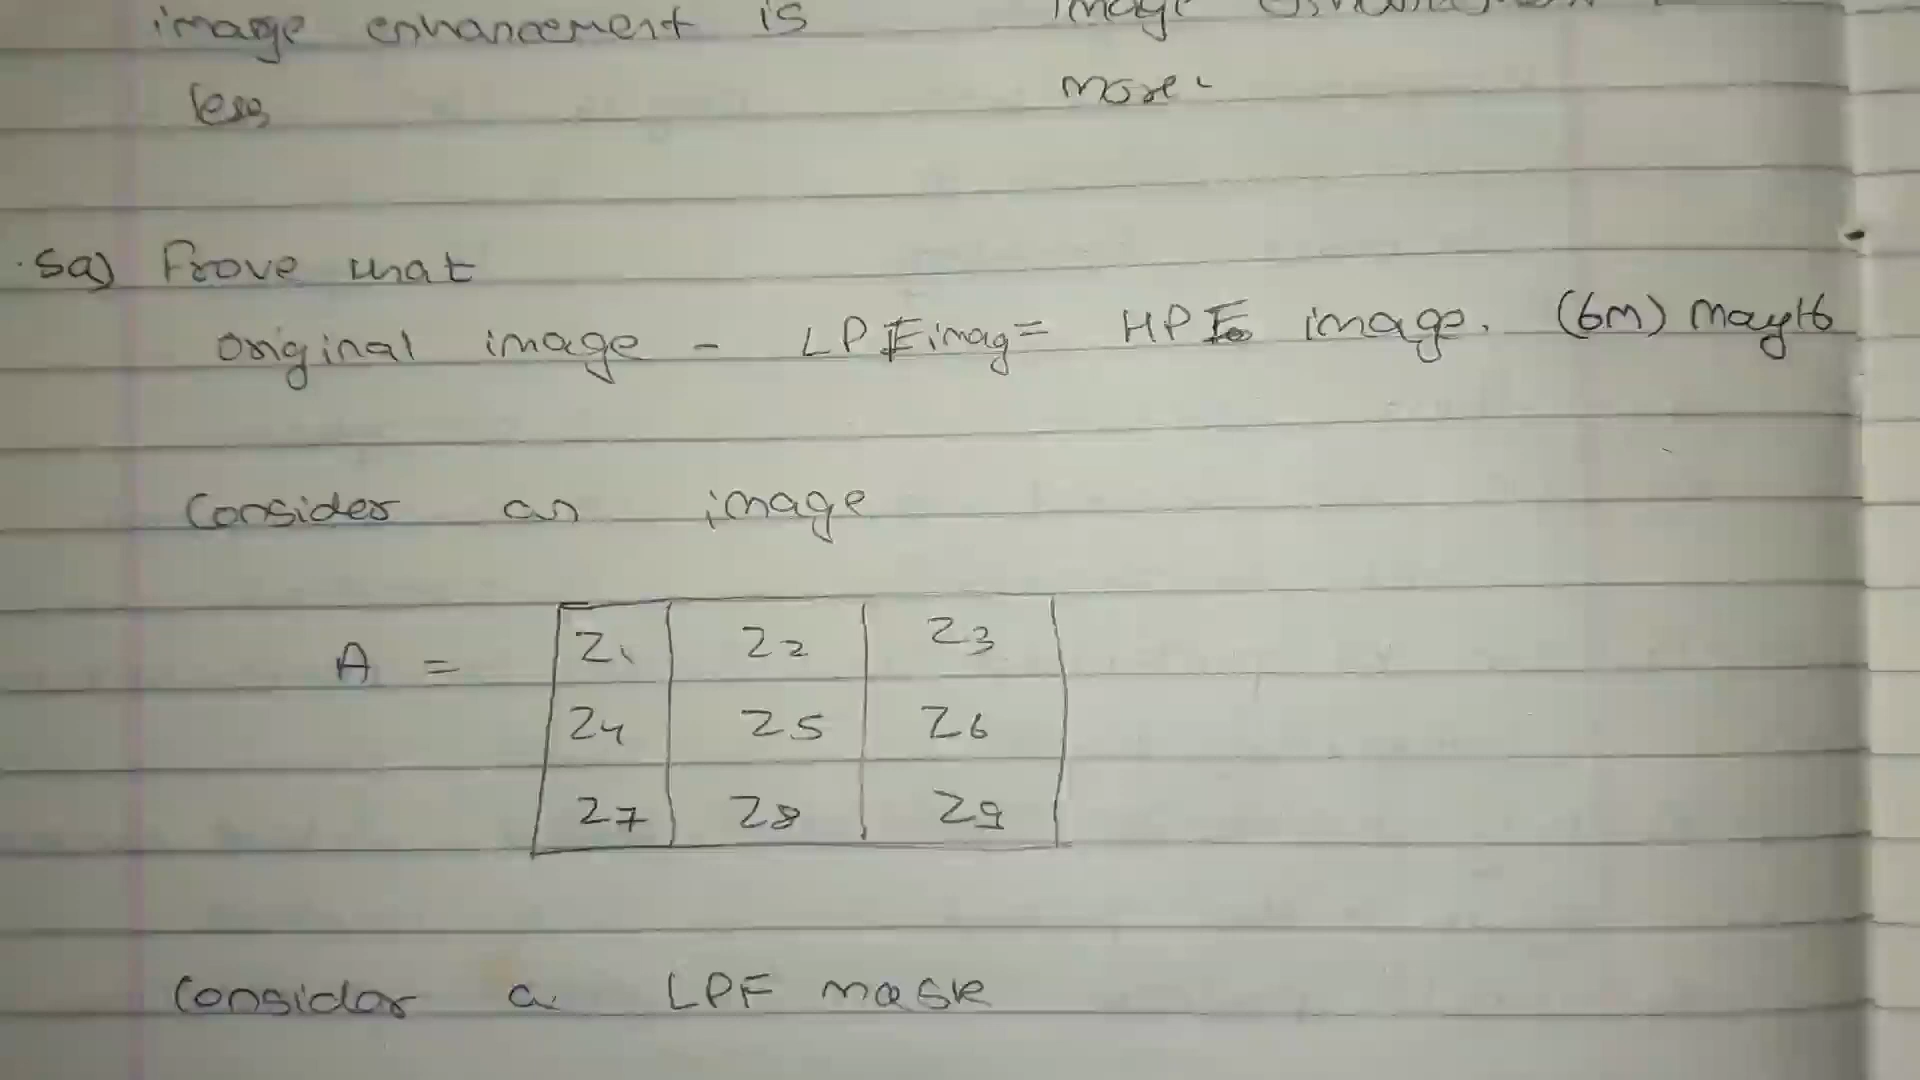 image enhancement is
less
image
more.
5a) Prove that
original image - LPF imag = HPF image. (6M) May16
Consider an image
A =
Z1 Z2 Z3
Z4 Z5 Z6
Z7 Z8 Z9
Consider a LPF mask